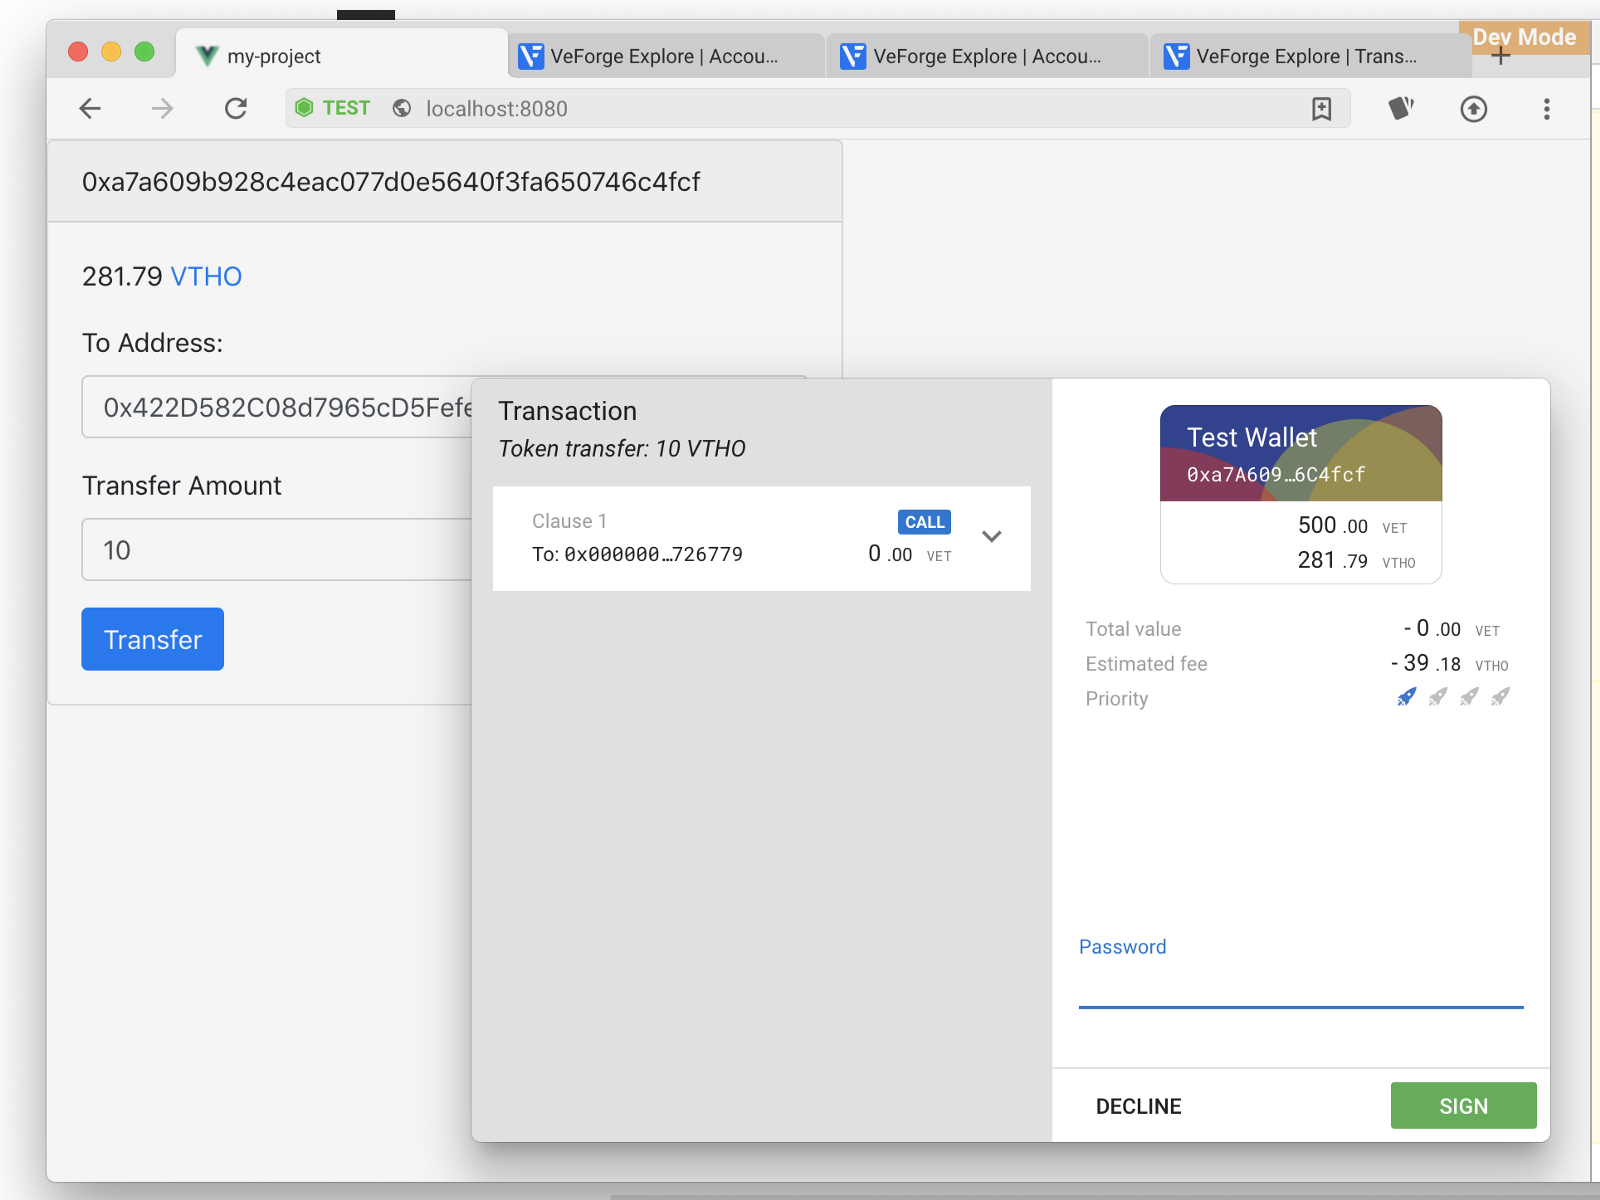 Dev Mode
my-project
VeForge Explore | Accou...
VeForge Explore | Accou...
VeForge Explore | Trans...
TEST localhost:8080
0xa7a609b928c4eac077d0e5640f3fa650746c4fcf
281.79 VTHO
To Address:
0x422D582C08d7965cD5Fefe
Transfer Amount
10
Transfer
Transaction
Token transfer: 10 VTHO
Clause 1
CALL
To: 0x000000...726779
0.00 VET
Test Wallet
0xa7A609...6C4fcf
500.00 VET
281.79 VTHO
Total value -0.00 VET
Estimated fee -39.18 VTHO
Priority
Password
DECLINE
SIGN